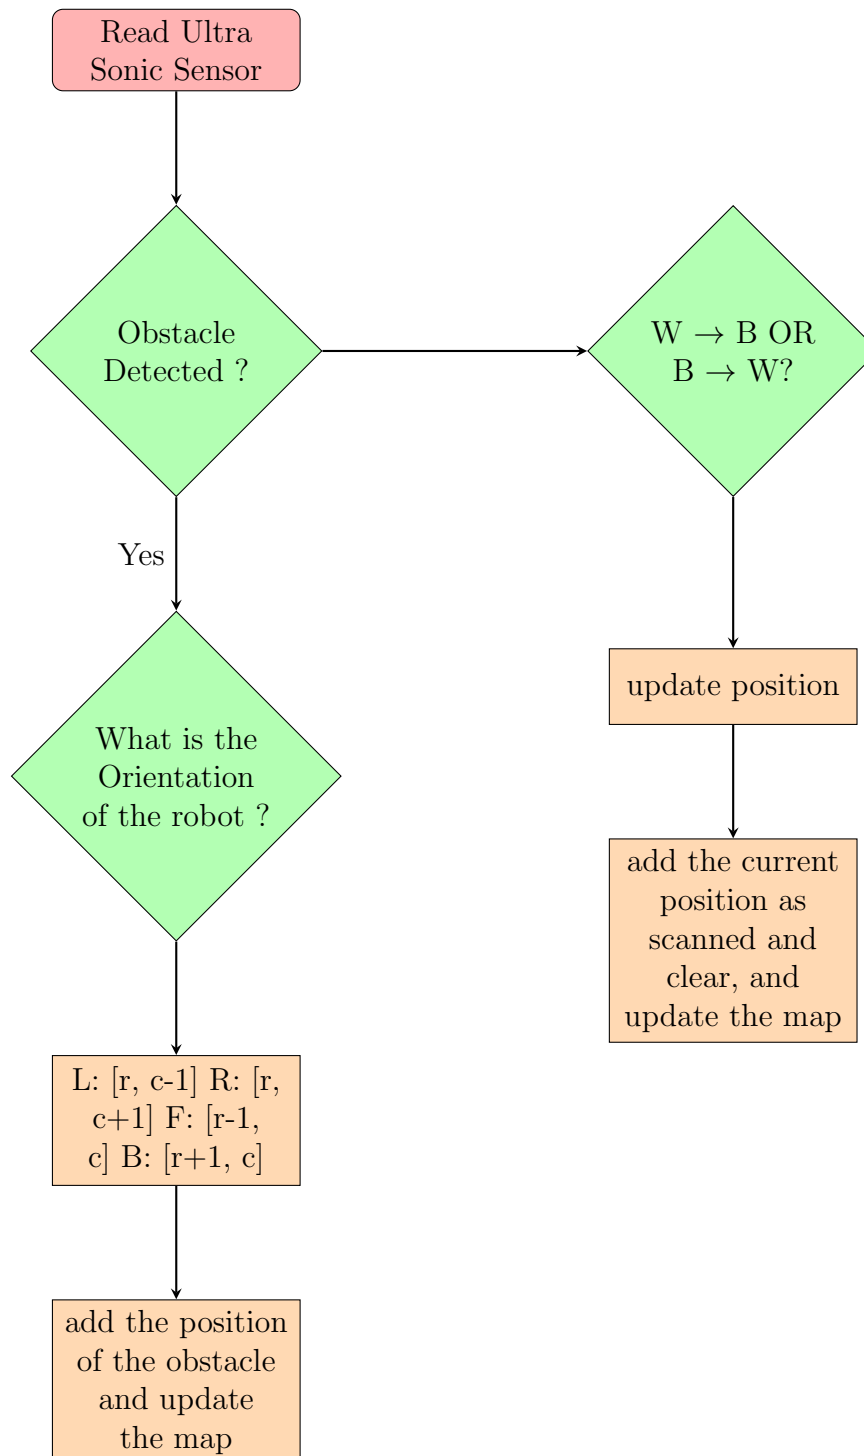 Read Ultra
Sonic Sensor
Obstacle
Detected ?
W → B OR
B → W?
Yes
What is the
Orientation
of the robot ?
update position
add the current
position as
scanned and
clear, and
update the map
L: [r, c-1] R: [r,
c+1] F: [r-1,
c] B: [r+1, c]
add the position
of the obstacle
and update
the map